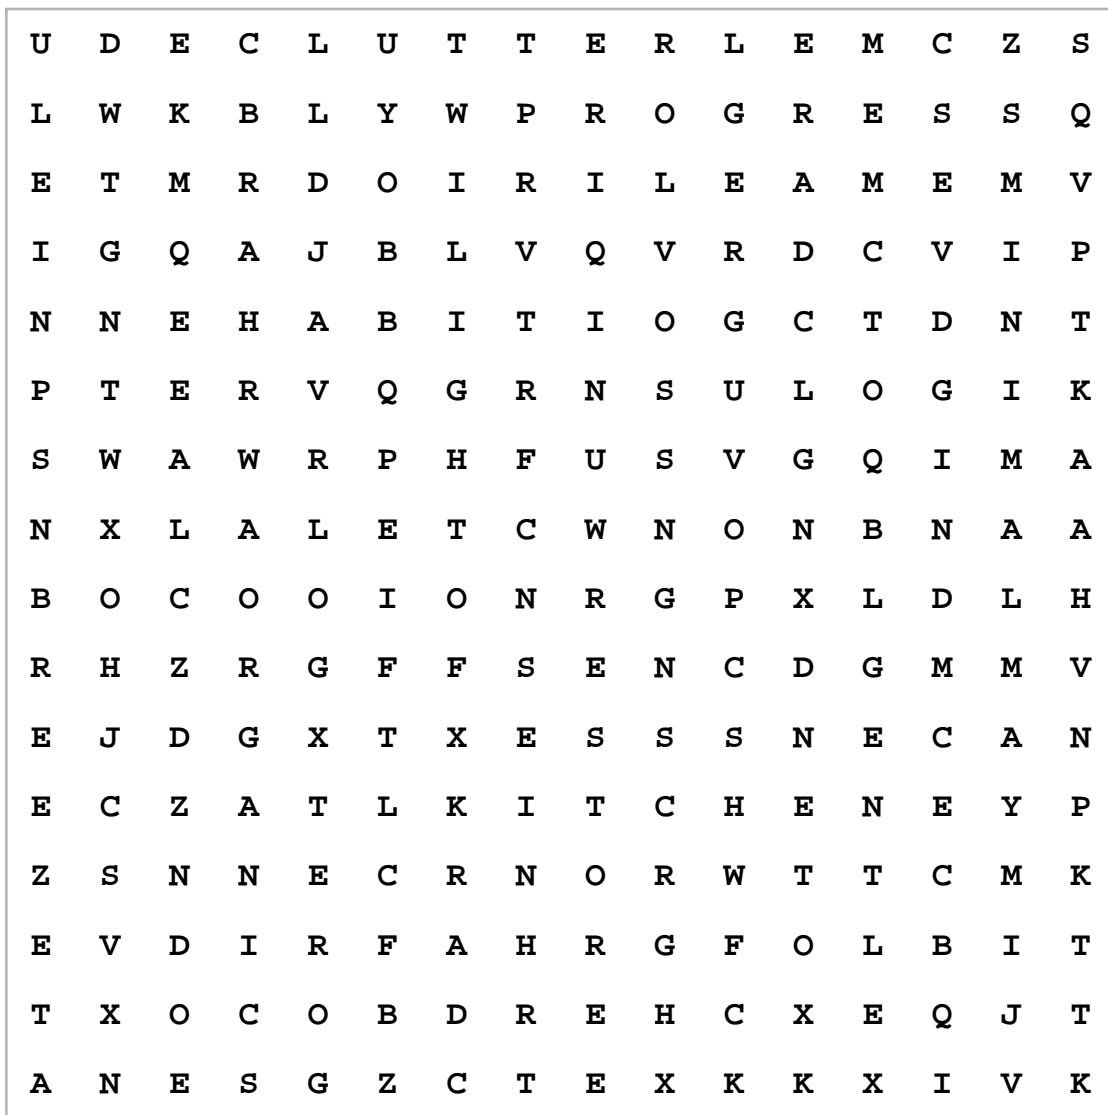 U D E C L U T T E R L E M C Z S
L W K B L Y W P R O G R E S S Q
E T M R D O I R I L E A M E M V
I G Q A J B L V Q V R D C V I P
N N E H A B I T I O G C T D N T
P T E R V Q G R N S U L O G I K
S W A W R P H F U S V G Q I M A
N X L A L E T C W N O N B N A A
B O C O O I O N R G P X L D L H
R H Z R G F F S E N C D G M M V
E J D G X T X E S S S N E C A N
E C Z A T L K I T C H E N E Y P
Z S N N E C R N O R W T T C M K
E V D I R F A H R G F O L B I T
T X O C O B D R E H C X E Q J T
A N E S G Z C T E X K K X I V K